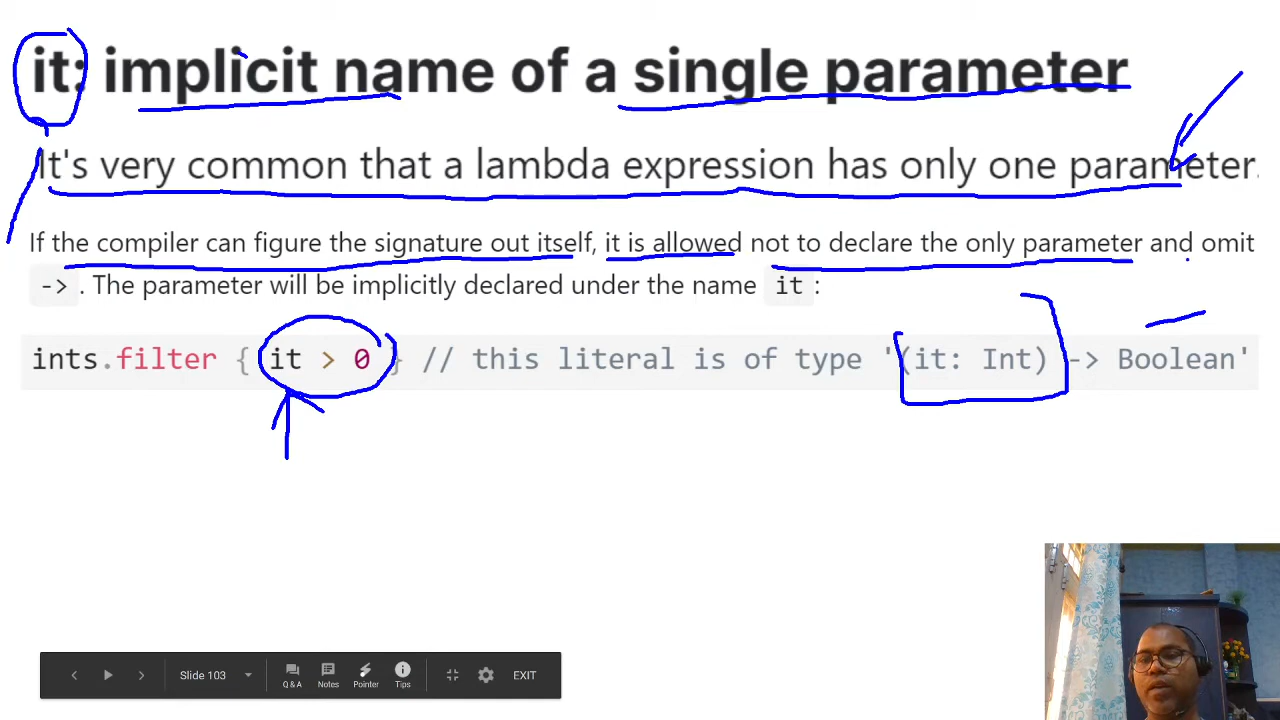 it: implicit name of a single parameter
It's very common that a lambda expression has only one parameter.
If the compiler can figure the signature out itself, it is allowed not to declare the only parameter and omit
-> . The parameter will be implicitly declared under the name it :
ints.filter { it > 0 } // this literal is of type '(it: Int) -> Boolean'
Slide 103
Q & A
Notes
Pointer
Tips
EXIT